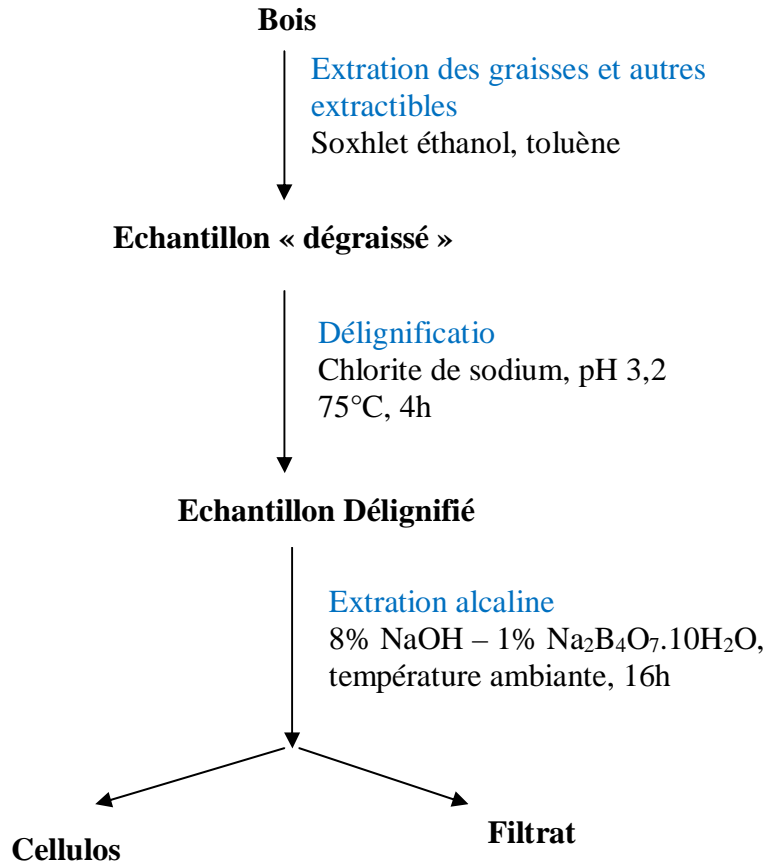 Bois
Extration des graisses et autres
extractibles
Soxhlet éthanol, toluène
Echantillon « dégraissé »
Délignificatio
Chlorite de sodium, pH 3,2
75°C, 4h
Echantillon Délignifié
Extration alcaline
8% NaOH – 1% Na₂B₄O₇.10H₂O,
température ambiante, 16h
Cellulos
Filtrat